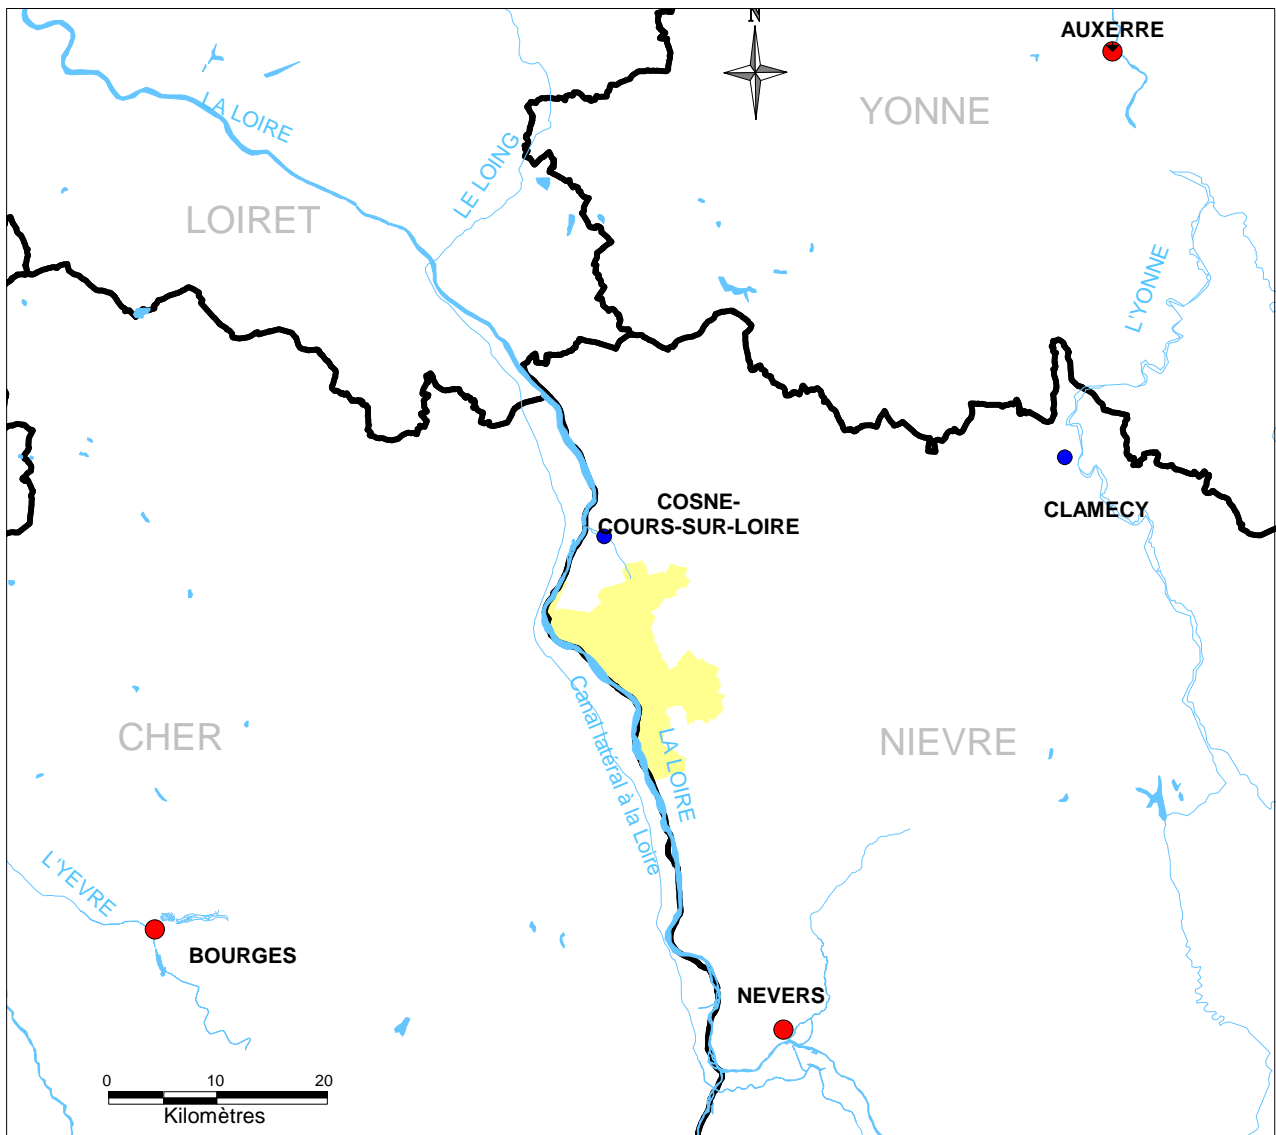 N
AUXERRE
YONNE
LA LOIRE
LE LOING
LOIRET
L'YONNE
COSNE-
COURS-SUR-LOIRE
CLAMECY
Canal latéral à la Loire
LA LOIRE
CHER
NIEVRE
L'YEVRE
BOURGES
NEVERS
0 10 20
Kilomètres